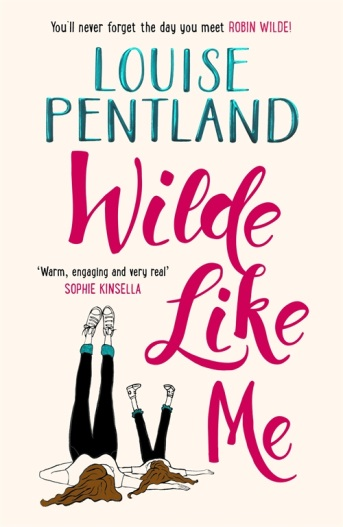 You'll never forget the day you meet ROBIN WILDE!
LOUISE
PENTLAND
Wilde
Like
Me
'Warm, engaging and very real'
SOPHIE KINSELLA